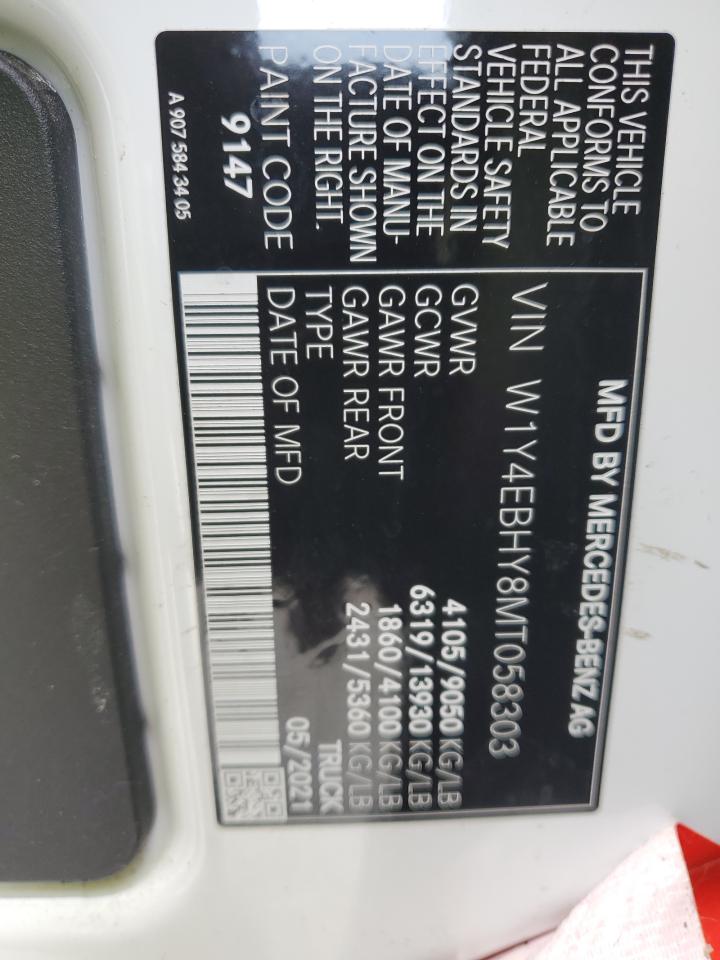 THIS VEHICLE
CONFORMS TO
ALL APPLICABLE
FEDERAL
VEHICLE SAFETY
STANDARDS IN
EFFECT ON THE
DATE OF MANU-
FACTURE SHOWN
ON THE RIGHT.
PAINT CODE
9147
A 907 584 34 05
MFD BY MERCEDES-BENZ AG
VIN W1Y4EBHY8MT058303
GVWR 4105/9050 KG/LB
GCWR 6319/13930 KG/LB
GAWR FRONT 1860/4100 KG/LB
GAWR REAR 2431/5360 KG/LB
TYPE TRUCK
DATE OF MFD 05/2021